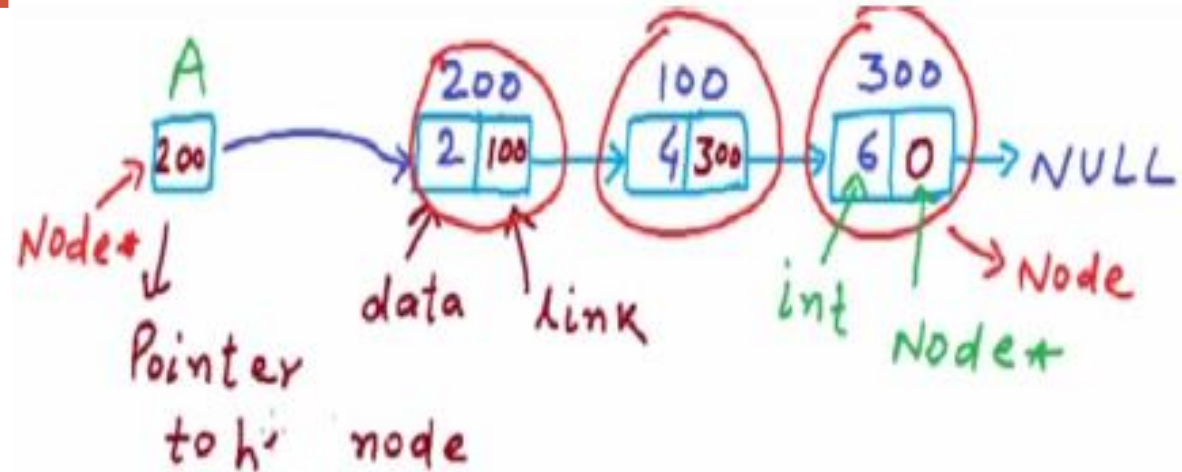 A
200
200
2 100
100
4 300
300
6 0
NULL
Node*
data
link
int
Node*
Node
Pointer
to node